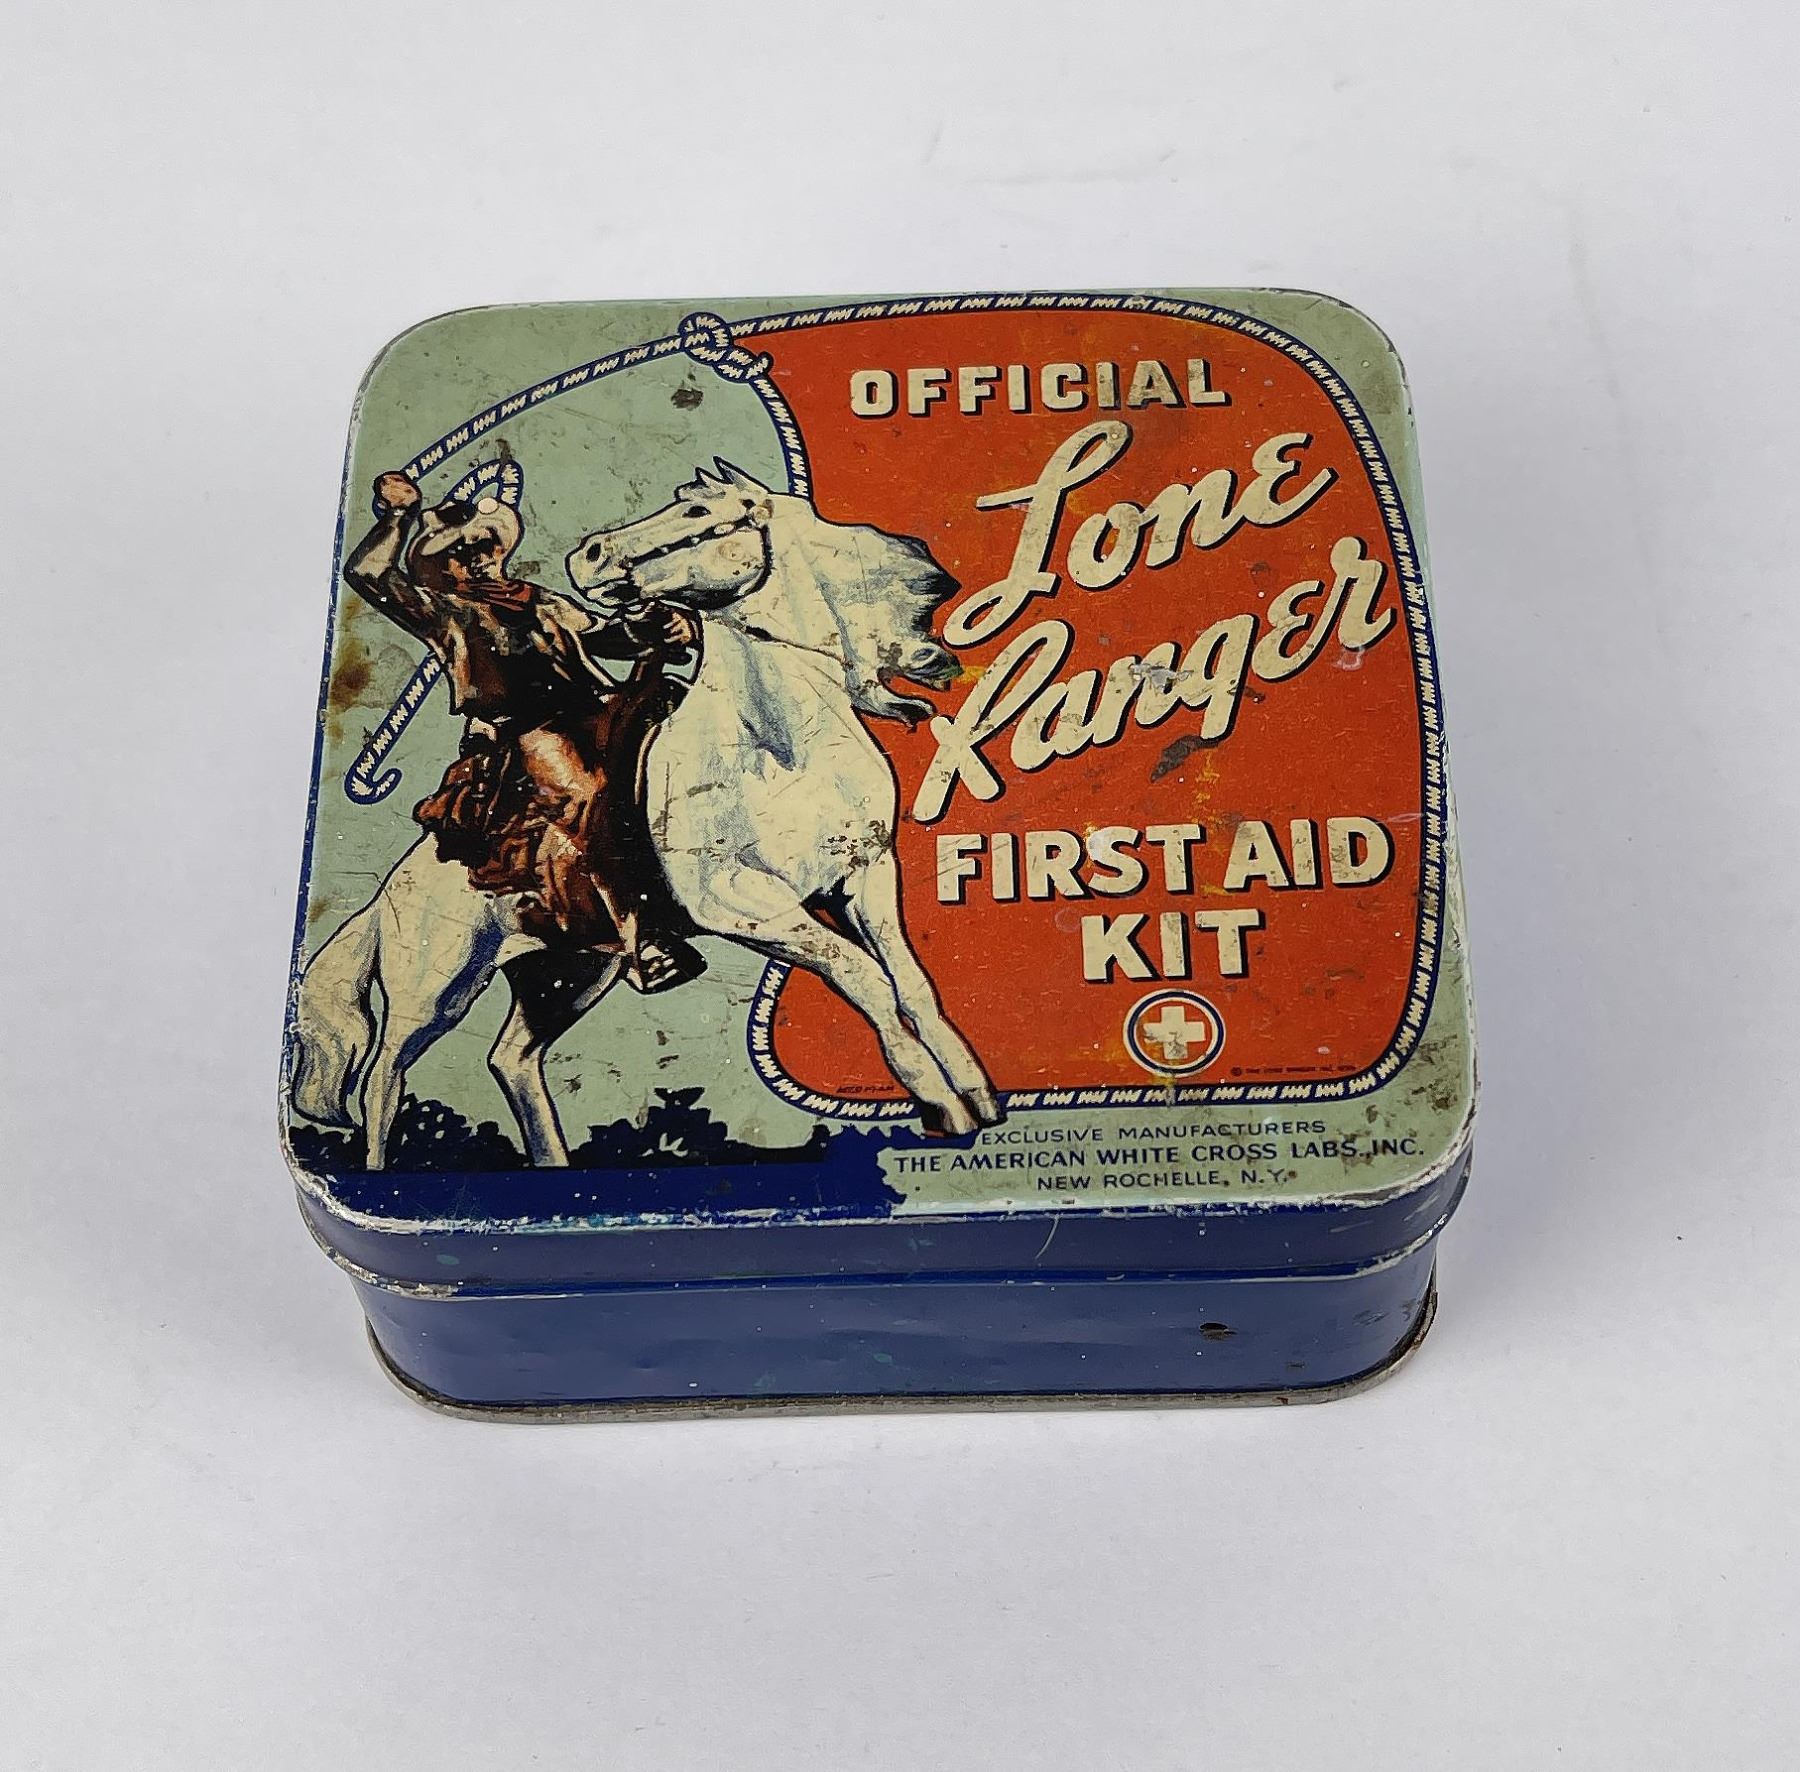 OFFICIAL
Lone
Ranger
FIRST AID
KIT
EXCLUSIVE MANUFACTURERS
THE AMERICAN WHITE CROSS LABS., INC.
NEW ROCHELLE, N.Y.